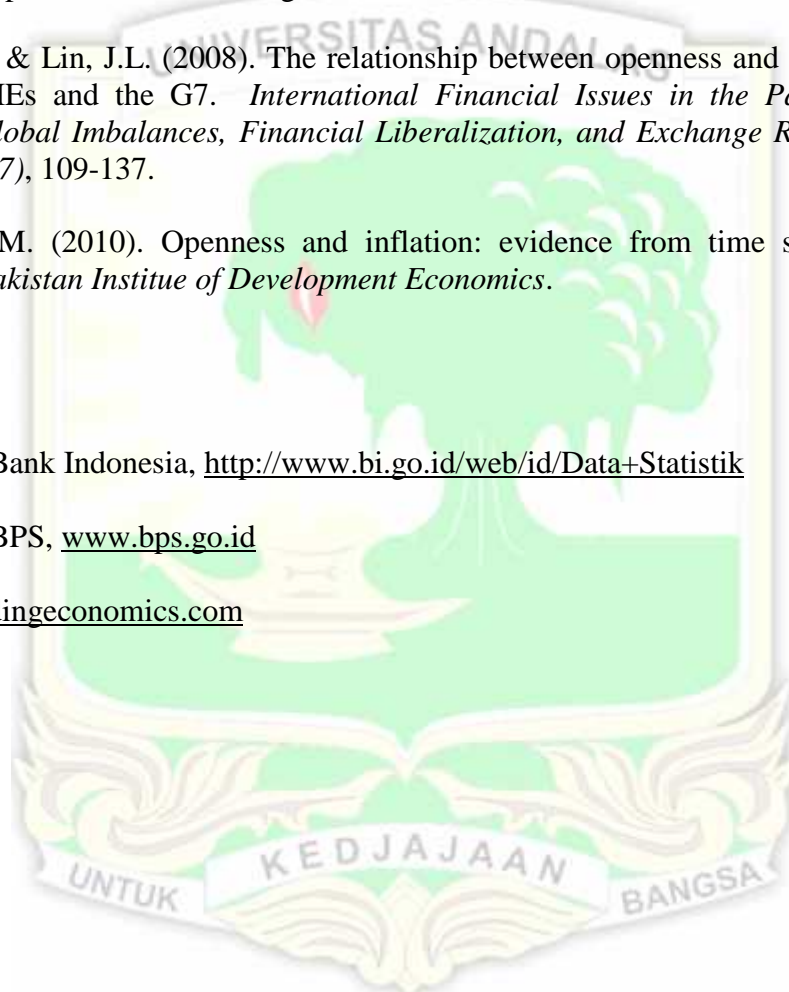 UNIVERSITAS ANDALAS
& Lin, J.L. (2008). The relationship between openness and
IEs and the G7. International Financial Issues in the
lobal Imbalances, Financial Liberalization, and Exchange
7), 109-137.
M. (2010). Openness and inflation: evidence from time
akistan Institue of Development Economics.
Bank Indonesia, http://www.bi.go.id/web/id/Data+Statistik
BPS, www.bps.go.id
ingeconomics.com
UNTUK KEDJAJAAN BANGSA